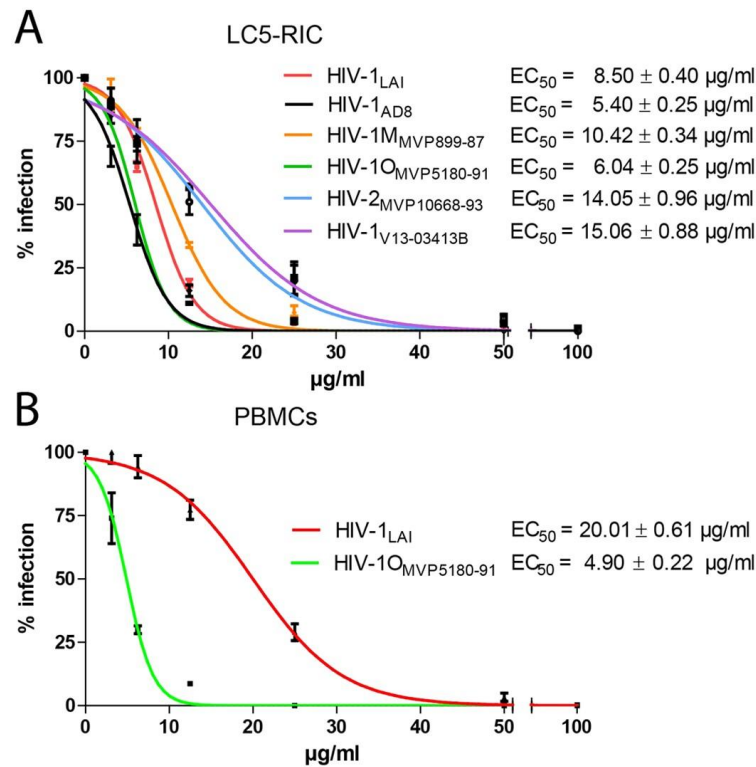 A
LC5-RIC
HIV-1LAI EC50 = 8.50 ± 0.40 µg/ml
HIV-1AD8 EC50 = 5.40 ± 0.25 µg/ml
HIV-1MMVP899-87 EC50 = 10.42 ± 0.34 µg/ml
HIV-1OMVP5180-91 EC50 = 6.04 ± 0.25 µg/ml
HIV-2MVP10668-93 EC50 = 14.05 ± 0.96 µg/ml
HIV-1V13-03413B EC50 = 15.06 ± 0.88 µg/ml
% infection
100
75
50
25
0
0 10 20 30 40 50 100
µg/ml
B
PBMCs
HIV-1LAI EC50 = 20.01 ± 0.61 µg/ml
HIV-1OMVP5180-91 EC50 = 4.90 ± 0.22 µg/ml
% infection
100
75
50
25
0
0 10 20 30 40 50 100
µg/ml